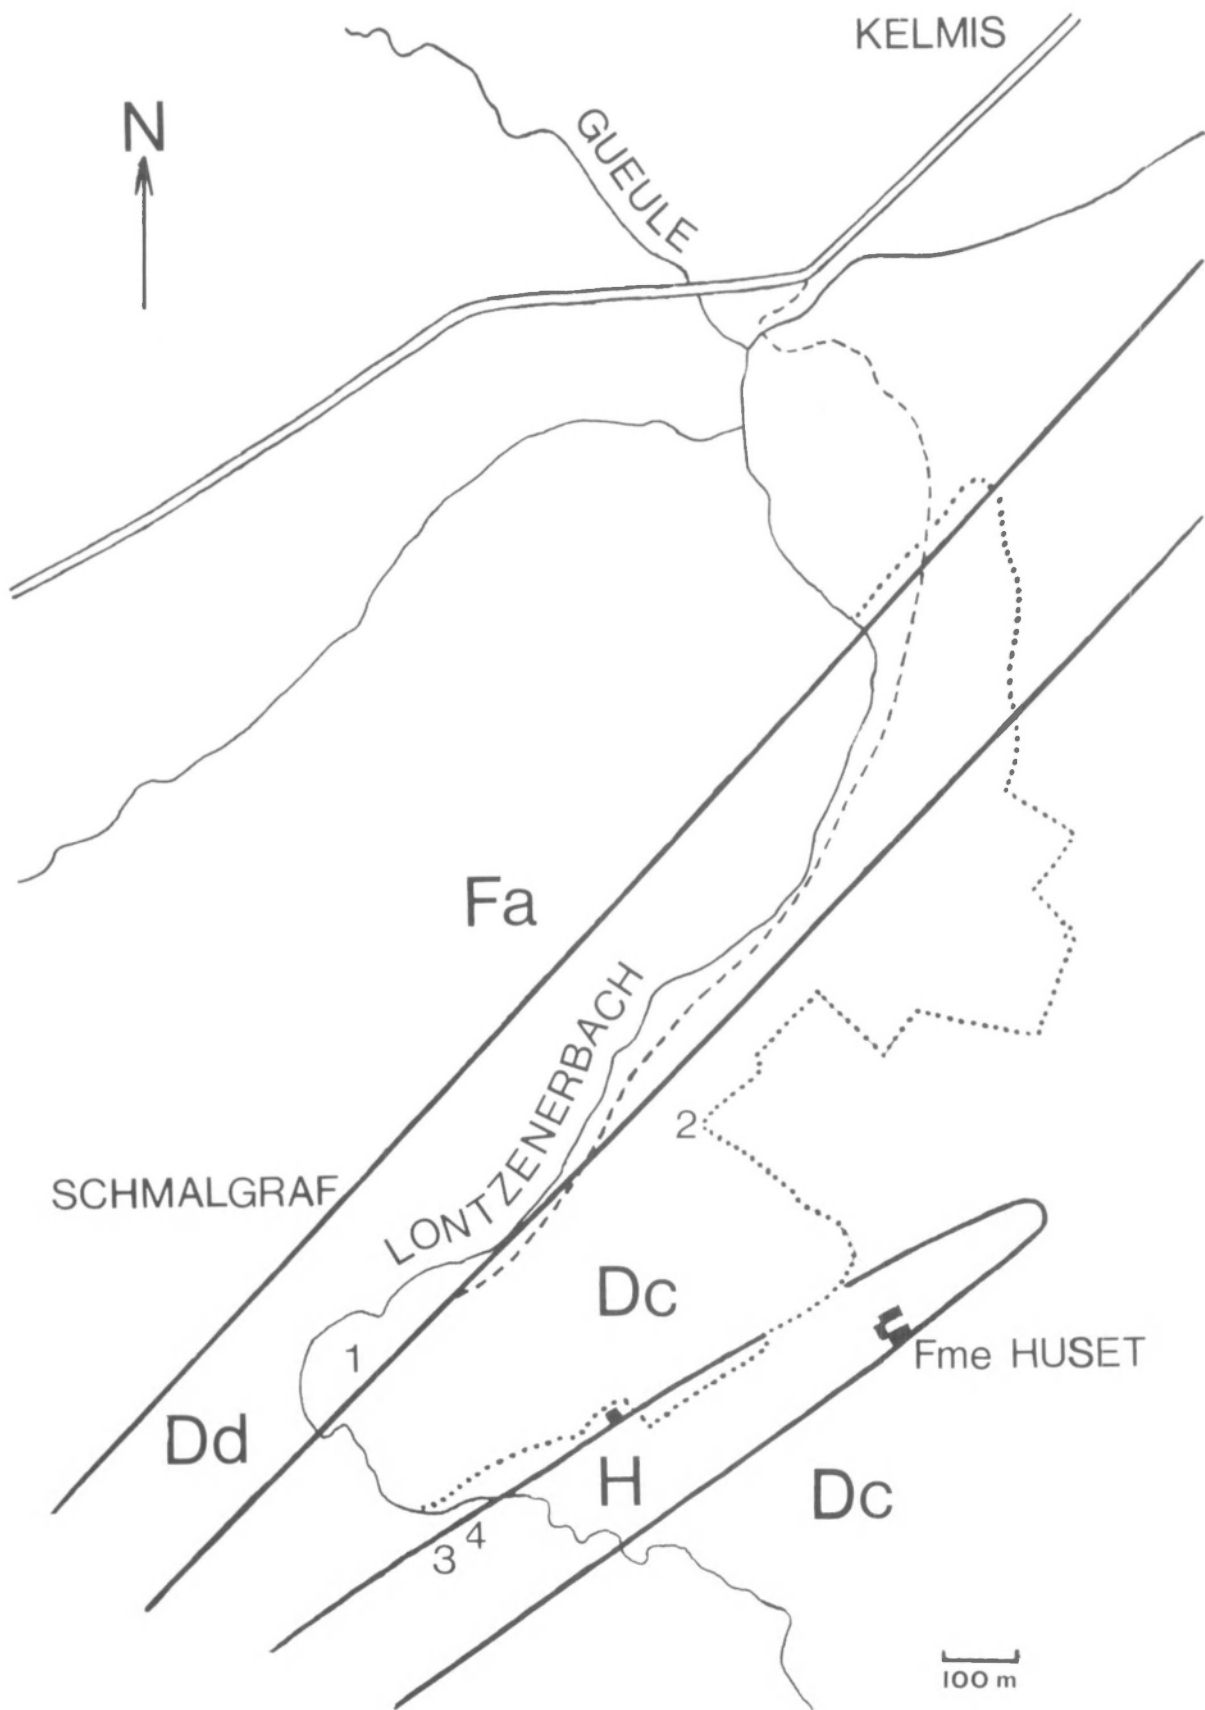 KELMIS
N
GUEULE
Fa
LONTZENERBACH
2
SCHMALGRAF
Dc
1
Fme HUSET
Dd
H
Dc
4
3
100 m